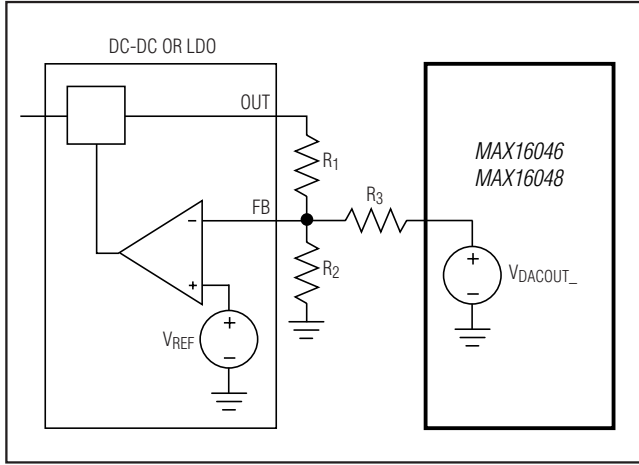 DC-DC OR LDO
OUT
R1
MAX16046
MAX16048
R3
FB
−
R2
+
+
VDACOUT_
−
+
VREF
−